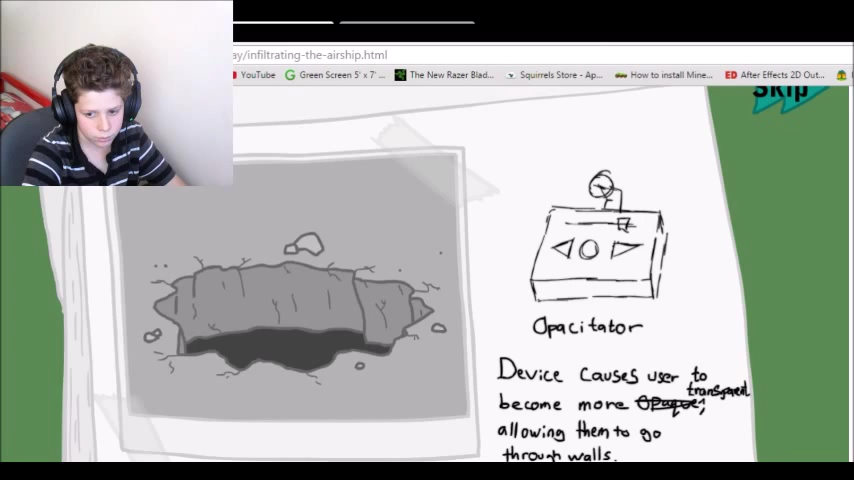 ay/infiltrating-the-airship.html
YouTube
Green Screen 5' x 7' ...
The New Razer Blad...
Squirrels Store - Ap...
How to install Mine...
ED
After Effects 2D Out...
Skip
Opacitator
Device causes user to
transparent
become more opaque,
allowing them to go
through walls.